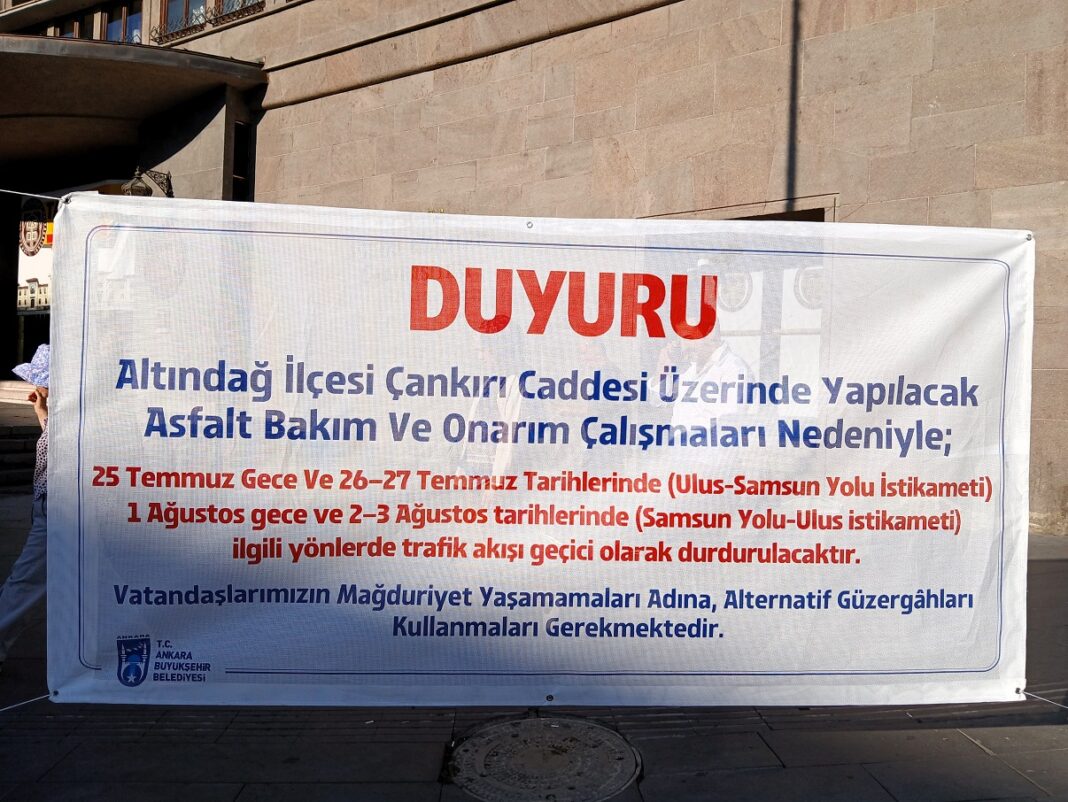 DUYURU
Altındağ İlçesi Çankırı Caddesi Üzerinde Yapılacak
Asfalt Bakım Ve Onarım Çalışmaları Nedeniyle;
25 Temmuz Gece Ve 26–27 Temmuz Tarihlerinde (Ulus-Samsun Yolu İstikameti)
1 Ağustos gece ve 2–3 Ağustos tarihlerinde (Samsun Yolu-Ulus istikameti)
ilgili yönlerde trafik akışı geçici olarak durdurulacaktır.
Vatandaşlarımızın Mağduriyet Yaşamamaları Adına, Alternatif Güzergâhları
Kullanmaları Gerekmektedir.
ANKARA
T.C.
ANKARA
BÜYÜKŞEHİR
BELEDİYESİ